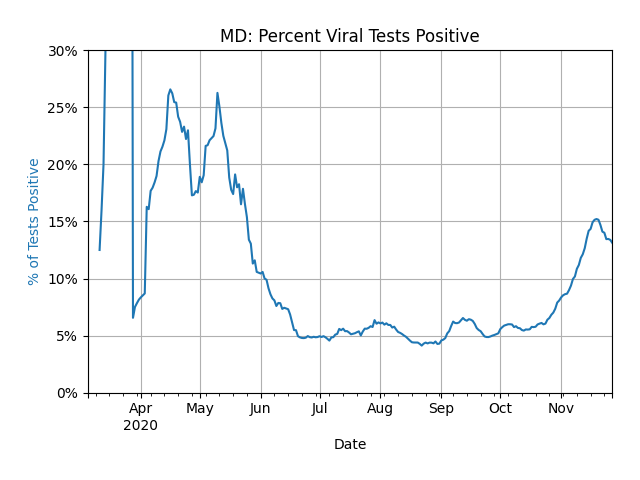 MD: Percent Viral Tests Positive
30%
25%
20%
15%
10%
5%
0%
% of Tests Positive
Apr May Jun Jul Aug Sep Oct Nov
2020
Date